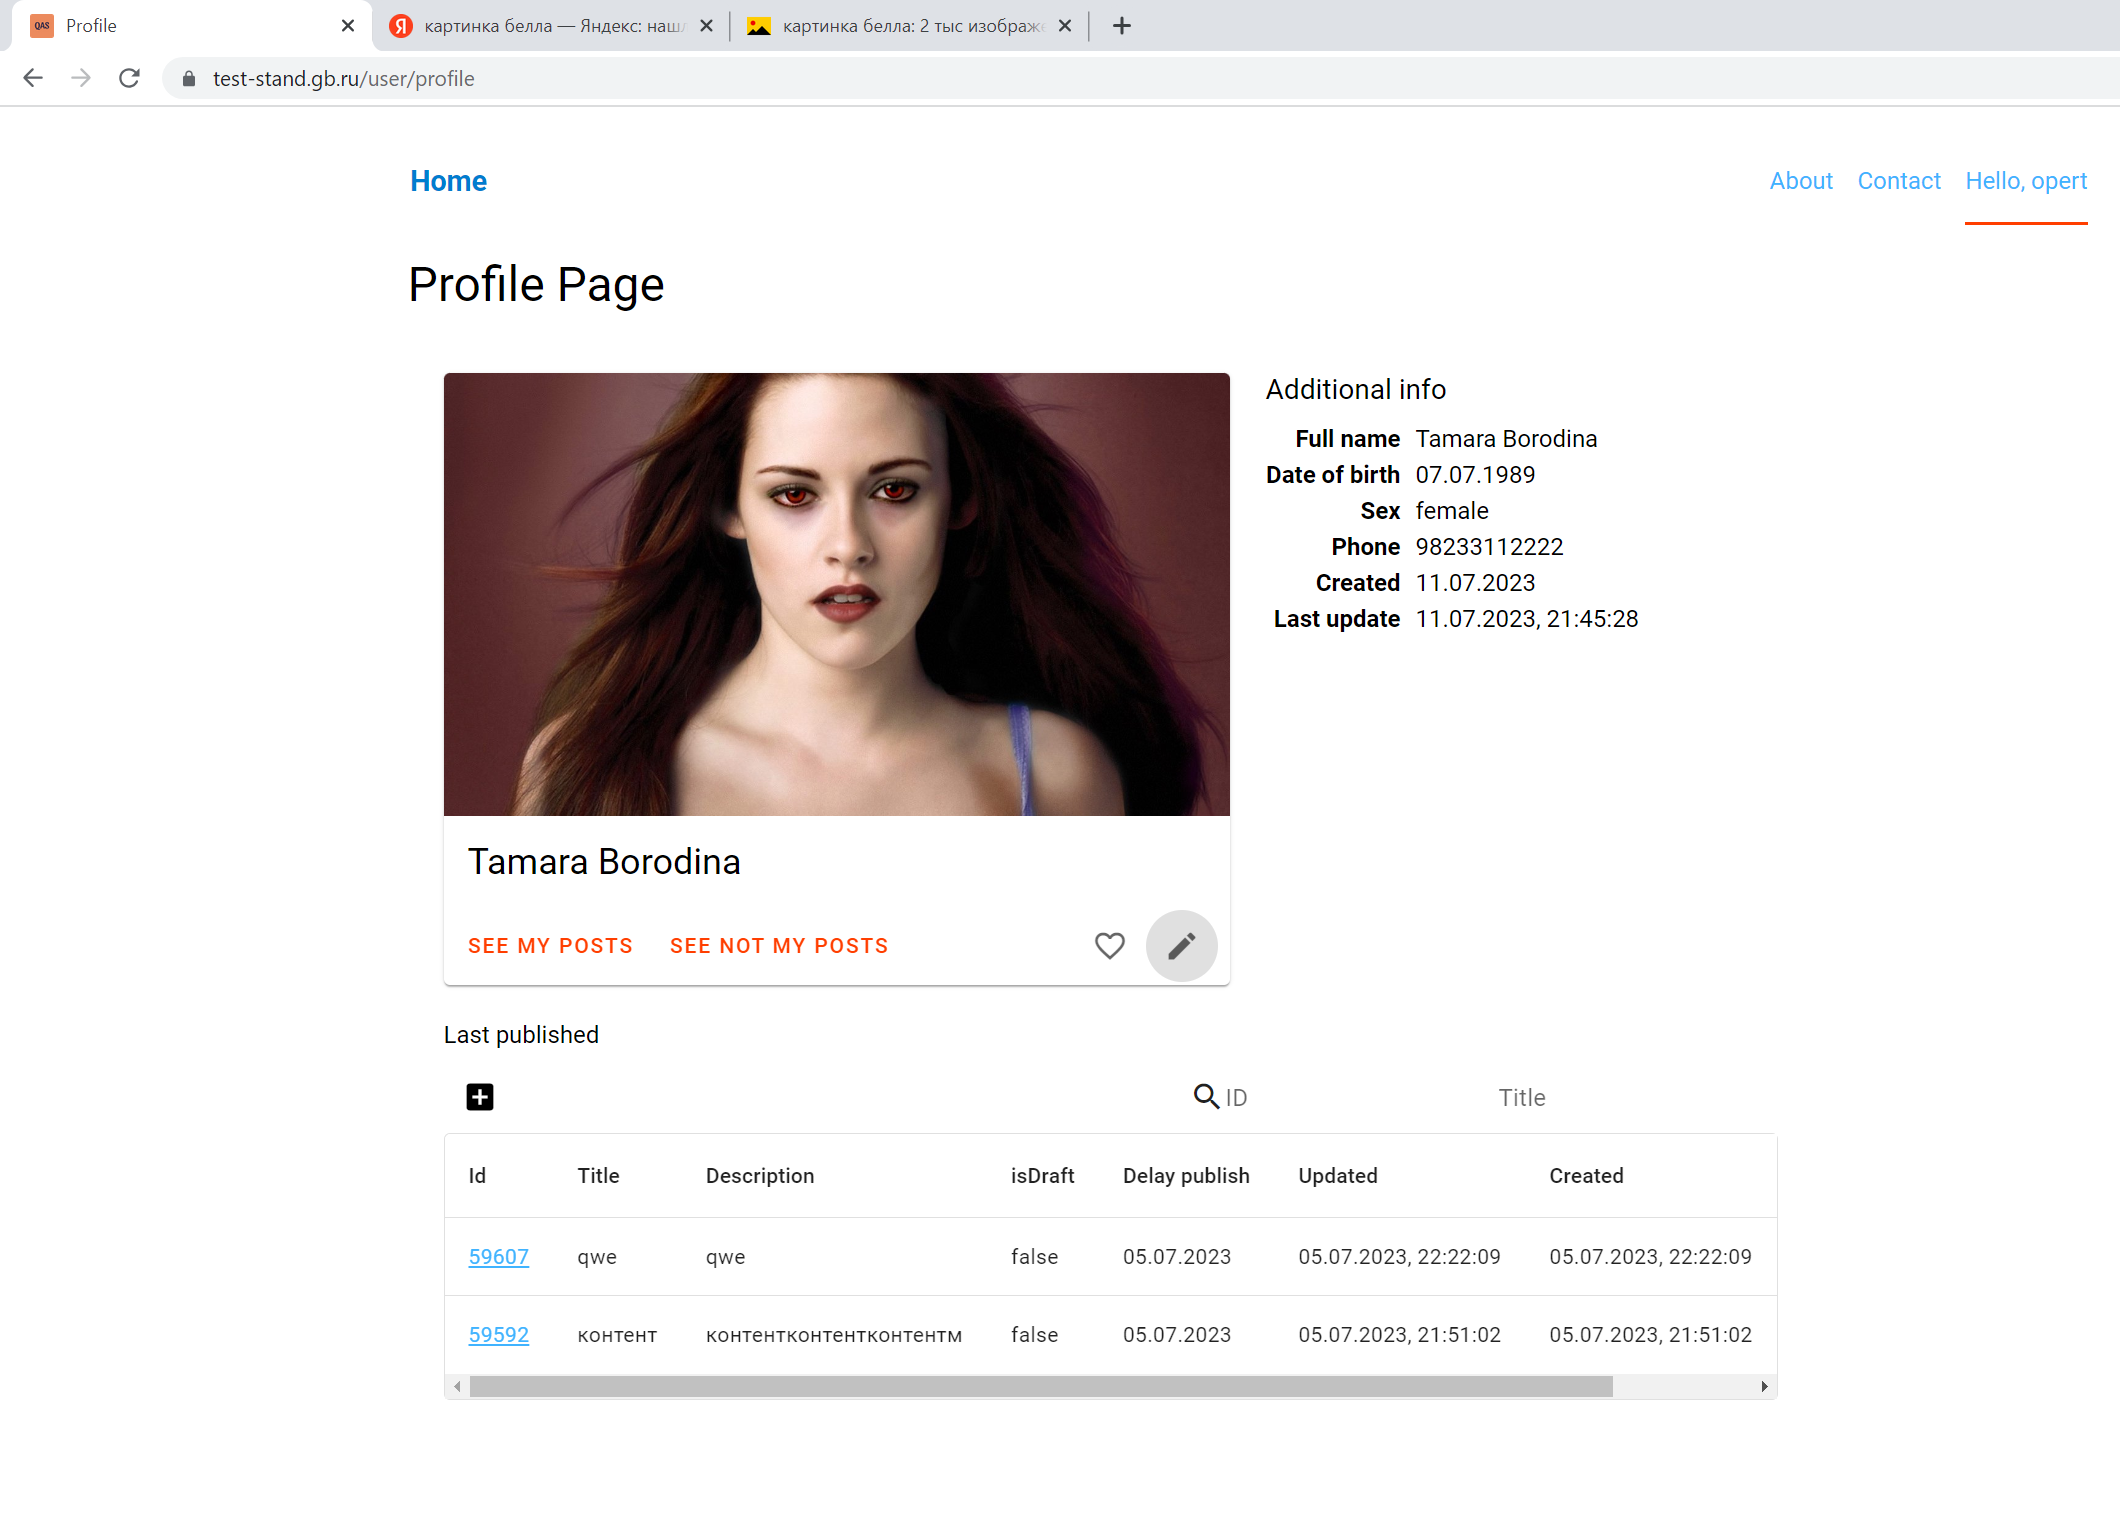 QAS Profile
Я картинка белла — Яндекс: наш
картинка белла: 2 тыс изображе
test-stand.gb.ru/user/profile
Home
About Contact Hello, opert
Profile Page
Additional info
Full name Tamara Borodina
Date of birth 07.07.1989
Sex female
Phone 98233112222
Created 11.07.2023
Last update 11.07.2023, 21:45:28
Tamara Borodina
SEE MY POSTS SEE NOT MY POSTS
Last published
ID Title
Id Title Description isDraft Delay publish Updated Created
59607 qwe qwe false 05.07.2023 05.07.2023, 22:22:09 05.07.2023, 22:22:09
59592 контент контентконтентконтентм false 05.07.2023 05.07.2023, 21:51:02 05.07.2023, 21:51:02